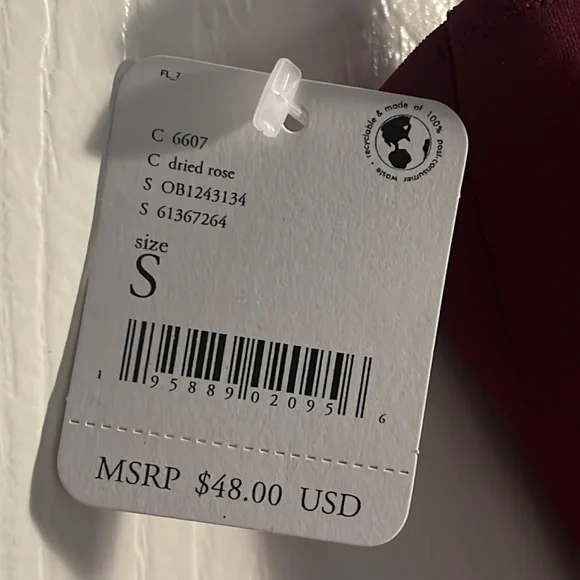 FL_7
recyclable & made of 100% post-consumer waste •
C 6607
C dried rose
S OB1243134
S 61367264
size
S
1 95889 02095 6
MSRP $48.00 USD